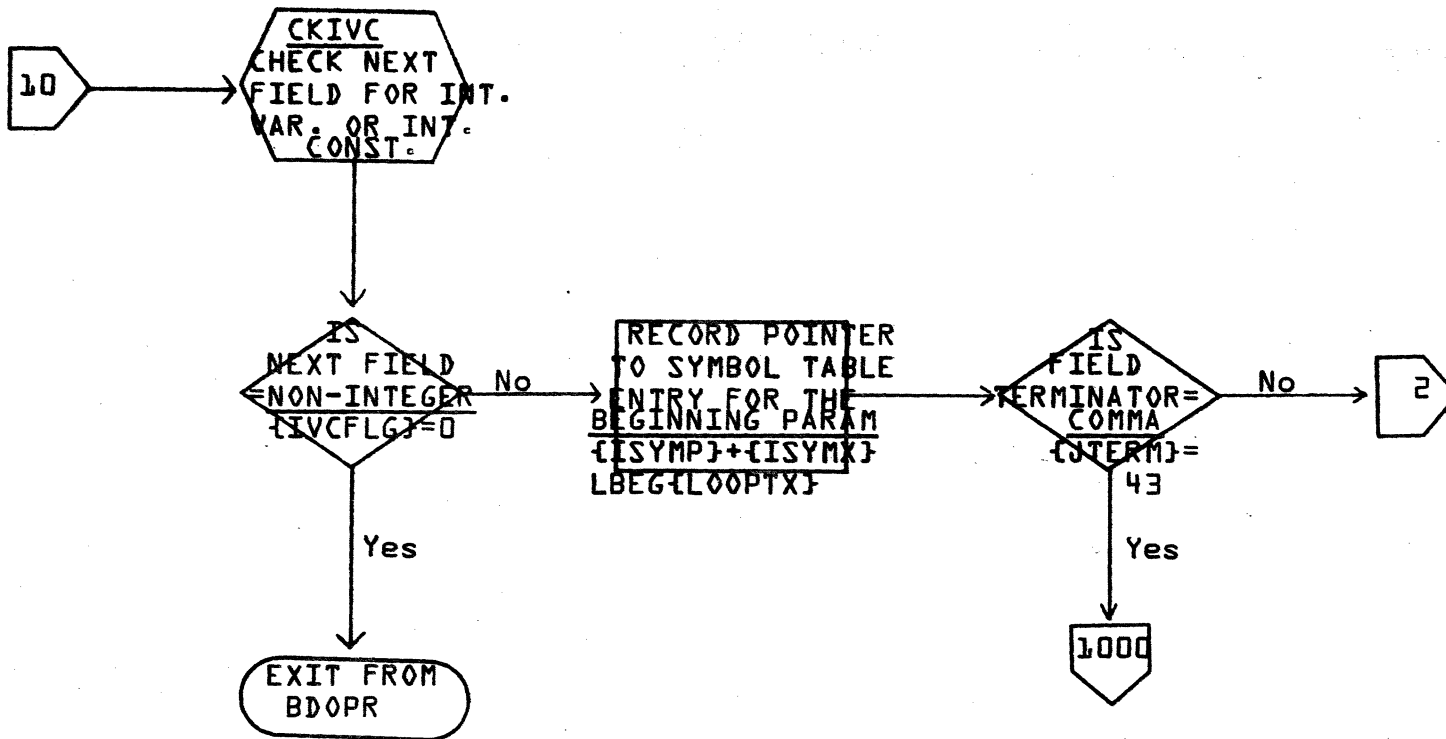 10
CKIVC
CHECK NEXT
FIELD FOR INT.
VAR. OR INT.
CONST.
IS
NEXT FIELD
=NON-INTEGER
{IVCFLG}=0
No
RECORD POINTER
TO SYMBOL TABLE
ENTRY FOR THE
BEGINNING PARAM
{ISYMP}+{ISYMX}
LBEG{LOOPTX}
IS
FIELD
TERMINATOR=
COMMA
{JTERM}=
43
No
2
Yes
Yes
EXIT FROM
BDOPR
1000